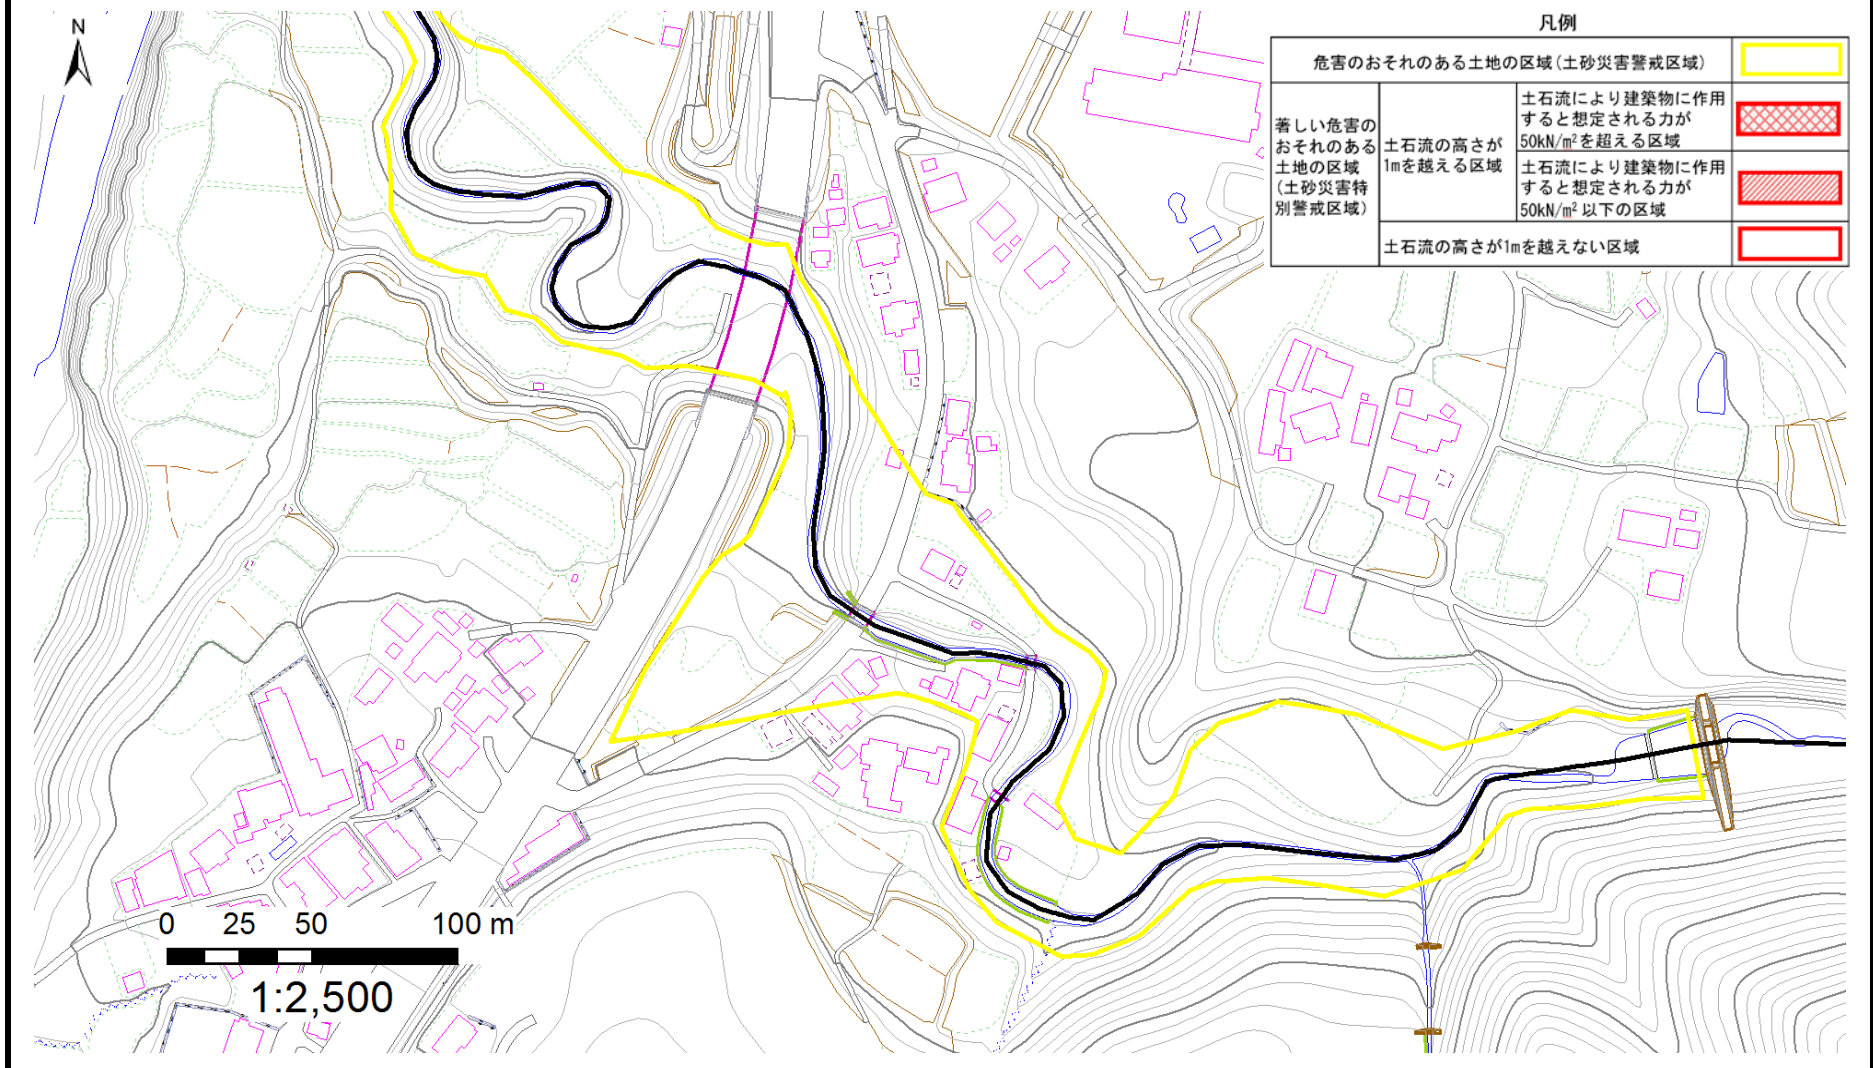 N
凡例
危害のおそれのある土地の区域(土砂災害警戒区域)
著しい危害の
おそれのある
土地の区域
(土砂災害特
別警戒区域)
土石流の高さが
1mを越える区域
土石流により建築物に作用
すると想定される力が
50kN/m²を超える区域
土石流により建築物に作用
すると想定される力が
50kN/m²以下の区域
土石流の高さが1mを越えない区域
0 25 50 100 m
1:2,500